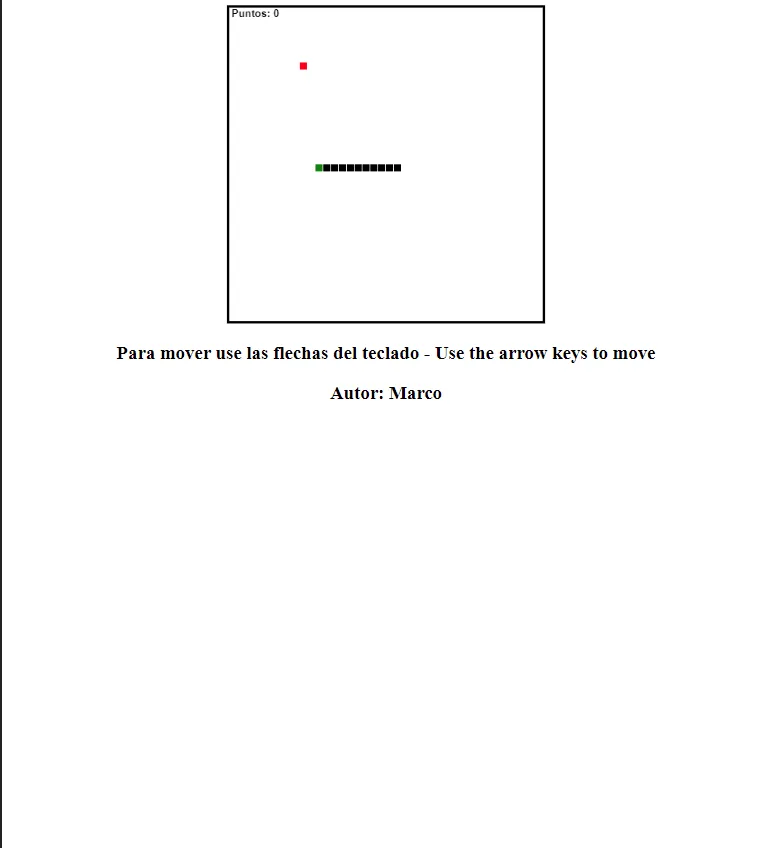 Puntos: 0
Para mover use las flechas del teclado - Use the arrow keys to move
Autor: Marco